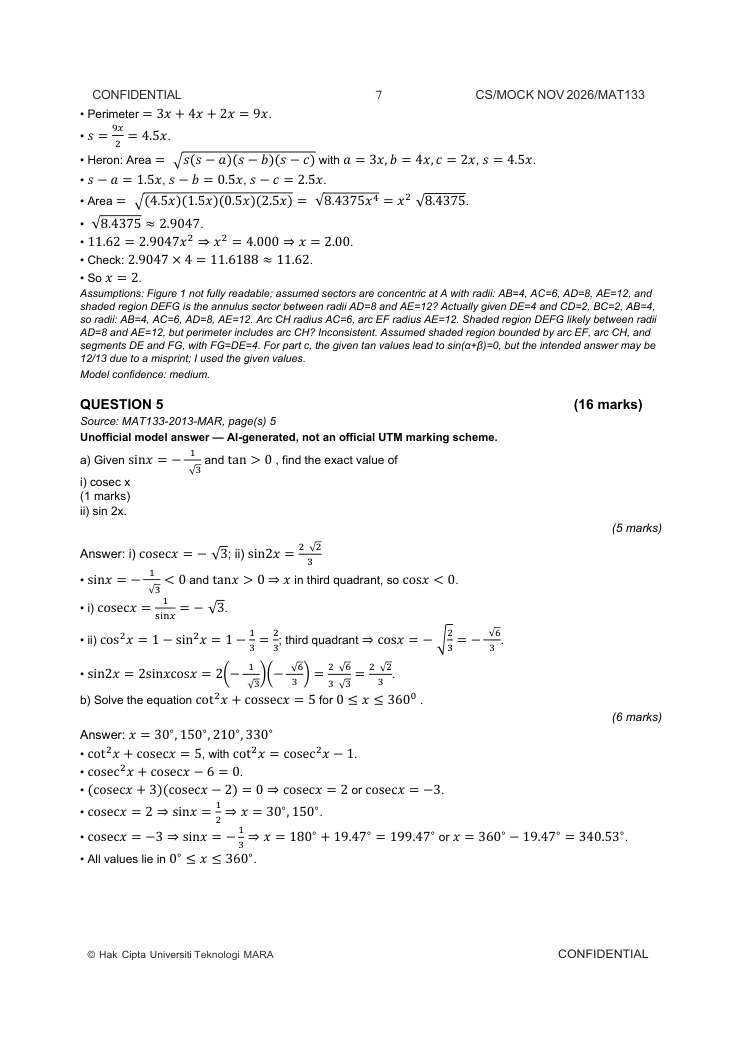 CONFIDENTIAL 7 CS/MOCK NOV 2026/MAT133
• Perimeter = 3x + 4x + 2x = 9x.
• s = 9x/2 = 4.5x.
• Heron: Area = √(s(s − a)(s − b)(s − c)) with a = 3x, b = 4x, c = 2x, s = 4.5x.
• s − a = 1.5x, s − b = 0.5x, s − c = 2.5x.
• Area = √((4.5x)(1.5x)(0.5x)(2.5x)) = √(8.4375x⁴) = x² √8.4375.
• √8.4375 ≈ 2.9047.
• 11.62 = 2.9047x² ⇒ x² = 4.000 ⇒ x = 2.00.
• Check: 2.9047 × 4 = 11.6188 ≈ 11.62.
• So x = 2.
Assumptions: Figure 1 not fully readable; assumed sectors are concentric at A with radii: AB=4, AC=6, AD=8, AE=12, and
shaded region DEFG is the annulus sector between radii AD=8 and AE=12? Actually given DE=4 and CD=2, BC=2, AB=4,
so radii: AB=4, AC=6, AD=8, AE=12. Arc CH radius AC=6, arc EF radius AE=12. Shaded region DEFG likely between radii
AD=8 and AE=12, but perimeter includes arc CH? Inconsistent. Assumed shaded region bounded by arc EF, arc CH, and
segments DE and FG, with FG=DE=4. For part c, the given tan values lead to sin(α+β)=0, but the intended answer may be
12/13 due to a misprint; I used the given values.
Model confidence: medium.
QUESTION 5 (16 marks)
Source: MAT133-2013-MAR, page(s) 5
Unofficial model answer — AI-generated, not an official UTM marking scheme.
a) Given sinx = −1/√3 and tan > 0 , find the exact value of
i) cosec x
(1 marks)
ii) sin 2x.
(5 marks)
Answer: i) cosecx = − √3; ii) sin2x = 2 √2/3
• sinx = −1/√3 < 0 and tanx > 0 ⇒ x in third quadrant, so cosx < 0.
• i) cosecx = 1/sinx = − √3.
• ii) cos²x = 1 − sin²x = 1 − 1/3 = 2/3; third quadrant ⇒ cosx = − √(2/3) = − √6/3.
• sin2x = 2sinxcosx = 2(−1/√3)(−√6/3) = 2 √6/3 √3 = 2 √2/3.
b) Solve the equation cot²x + cossecx = 5 for 0 ≤ x ≤ 360⁰ .
(6 marks)
Answer: x = 30°, 150°, 210°, 330°
• cot²x + cosecx = 5, with cot²x = cosec²x − 1.
• cosec²x + cosecx − 6 = 0.
• (cosecx + 3)(cosecx − 2) = 0 ⇒ cosecx = 2 or cosecx = −3.
• cosecx = 2 ⇒ sinx = 1/2 ⇒ x = 30°, 150°.
• cosecx = −3 ⇒ sinx = −1/3 ⇒ x = 180° + 19.47° = 199.47° or x = 360° − 19.47° = 340.53°.
• All values lie in 0° ≤ x ≤ 360°.
© Hak Cipta Universiti Teknologi MARA CONFIDENTIAL